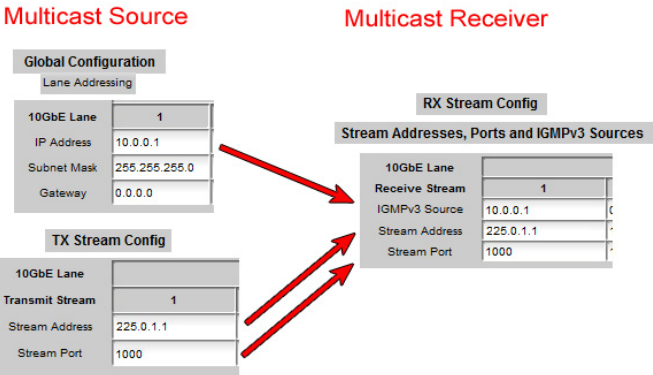 Multicast Source
Multicast Receiver
Global Configuration
Lane Addressing
10GbE Lane 1
IP Address 10.0.0.1
Subnet Mask 255.255.255.0
Gateway 0.0.0.0
TX Stream Config
10GbE Lane
Transmit Stream 1
Stream Address 225.0.1.1
Stream Port 1000
RX Stream Config
Stream Addresses, Ports and IGMPv3 Sources
10GbE Lane
Receive Stream 1
IGMPv3 Source 10.0.0.1
Stream Address 225.0.1.1
Stream Port 1000